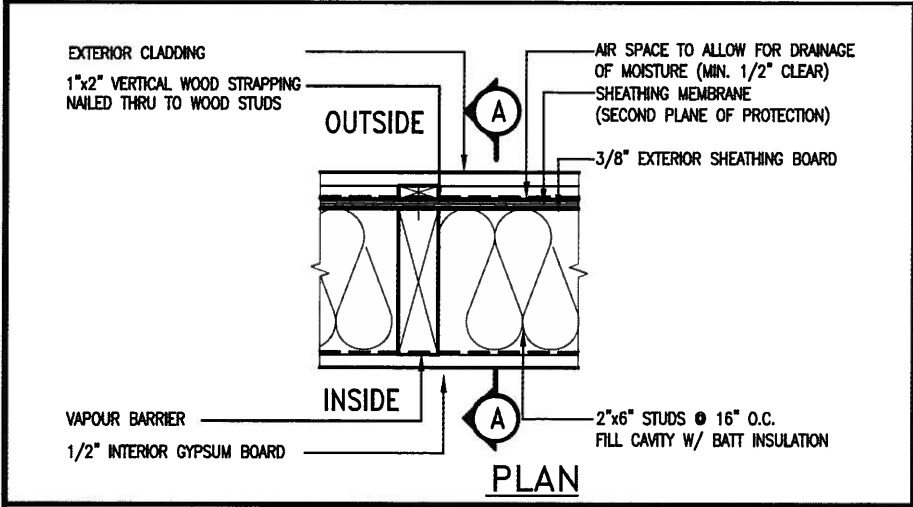 EXTERIOR CLADDING
1"x2" VERTICAL WOOD STRAPPING
NAILED THRU TO WOOD STUDS
AIR SPACE TO ALLOW FOR DRAINAGE
OF MOISTURE (MIN. 1/2" CLEAR)
SHEATHING MEMBRANE
(SECOND PLANE OF PROTECTION)
3/8" EXTERIOR SHEATHING BOARD
A
OUTSIDE
INSIDE
VAPOUR BARRIER
1/2" INTERIOR GYPSUM BOARD
A
2"x6" STUDS @ 16" O.C.
FILL CAVITY W/ BATT INSULATION
PLAN